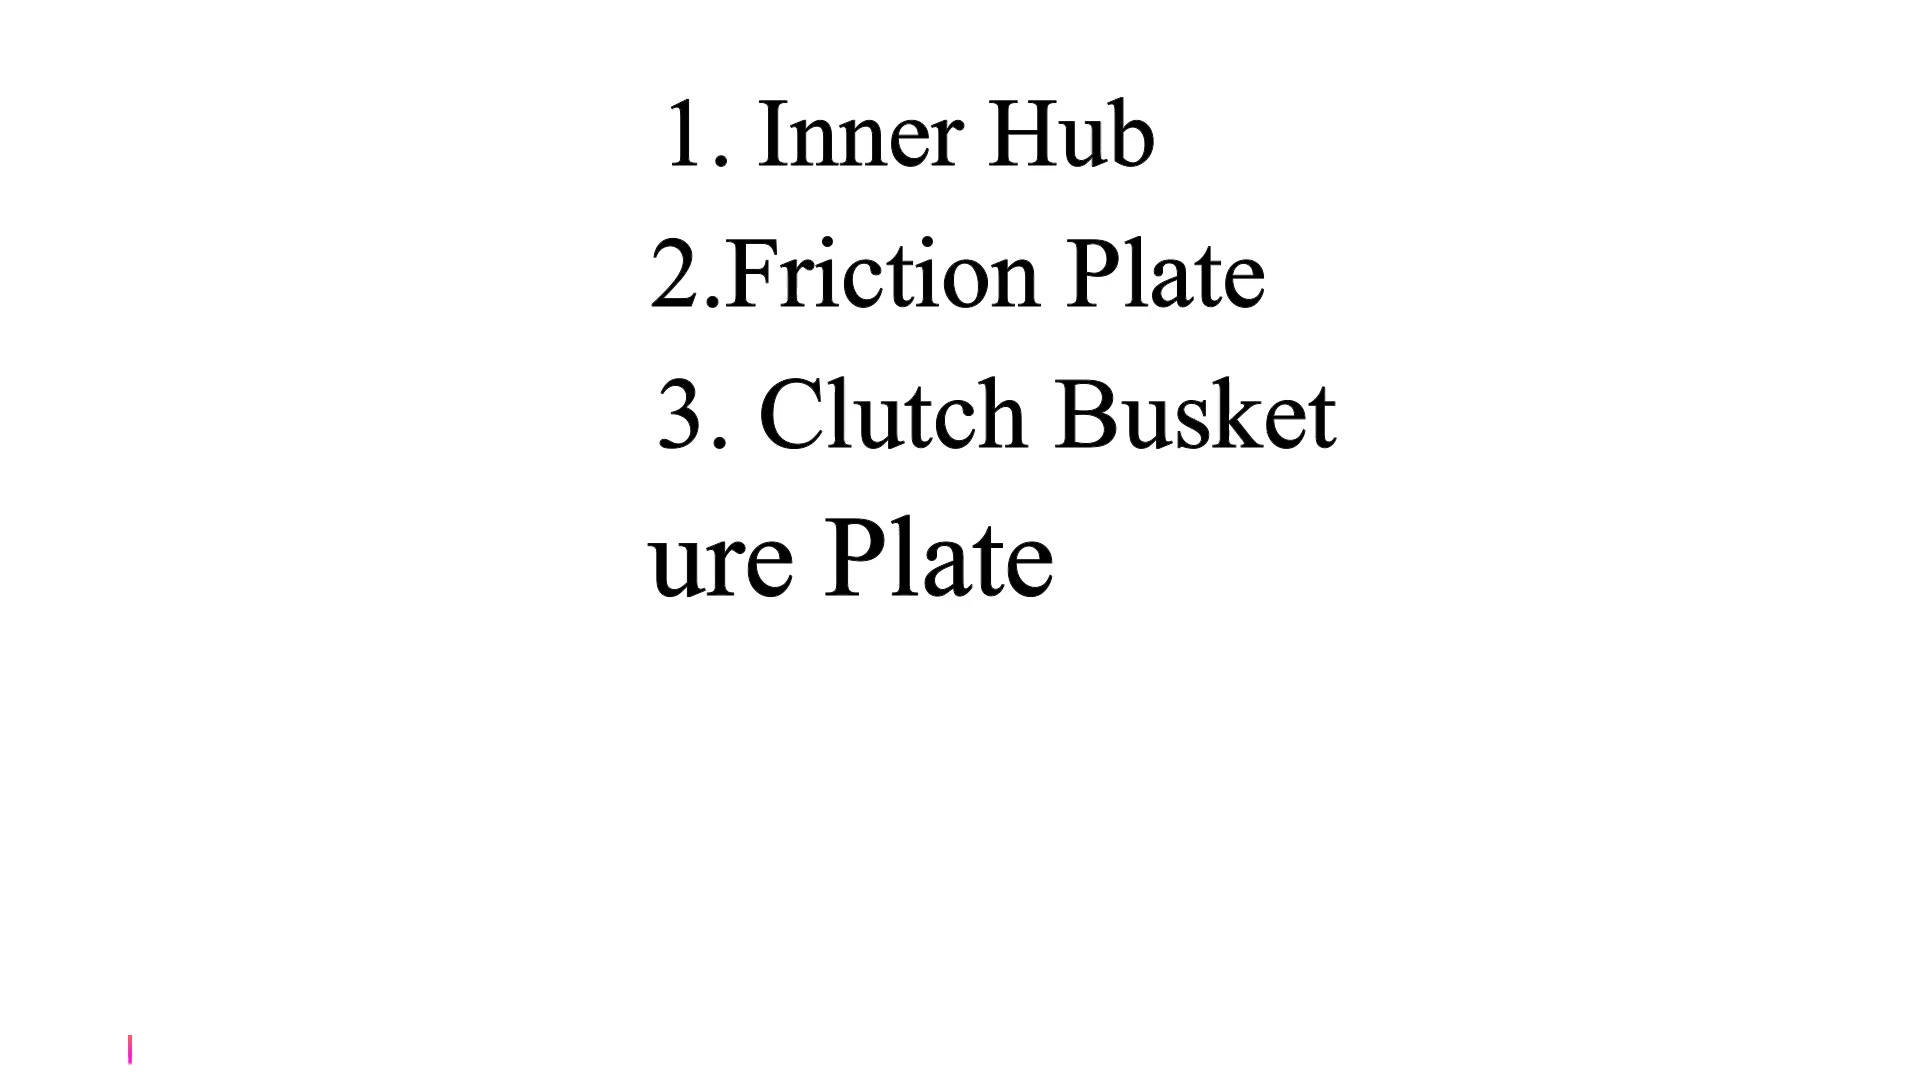 1. Inner Hub
2.Friction Plate
3. Clutch Busket
ure Plate